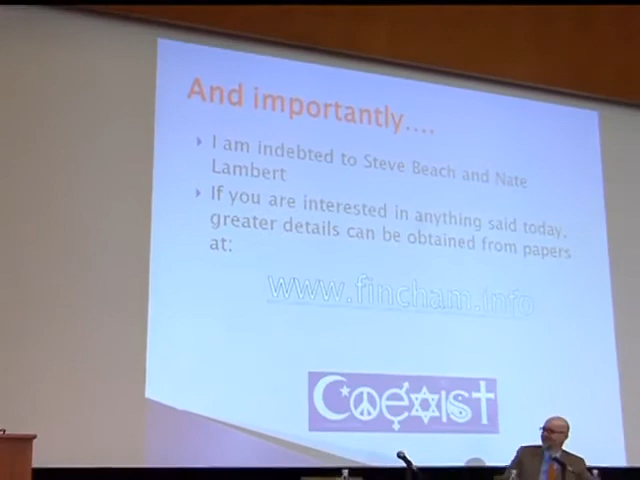 And importantly....
I am indebted to Steve Beach and Nate
Lambert
If you are interested in anything said today,
greater details can be obtained from papers
at:
www.fincham.info
Coexist